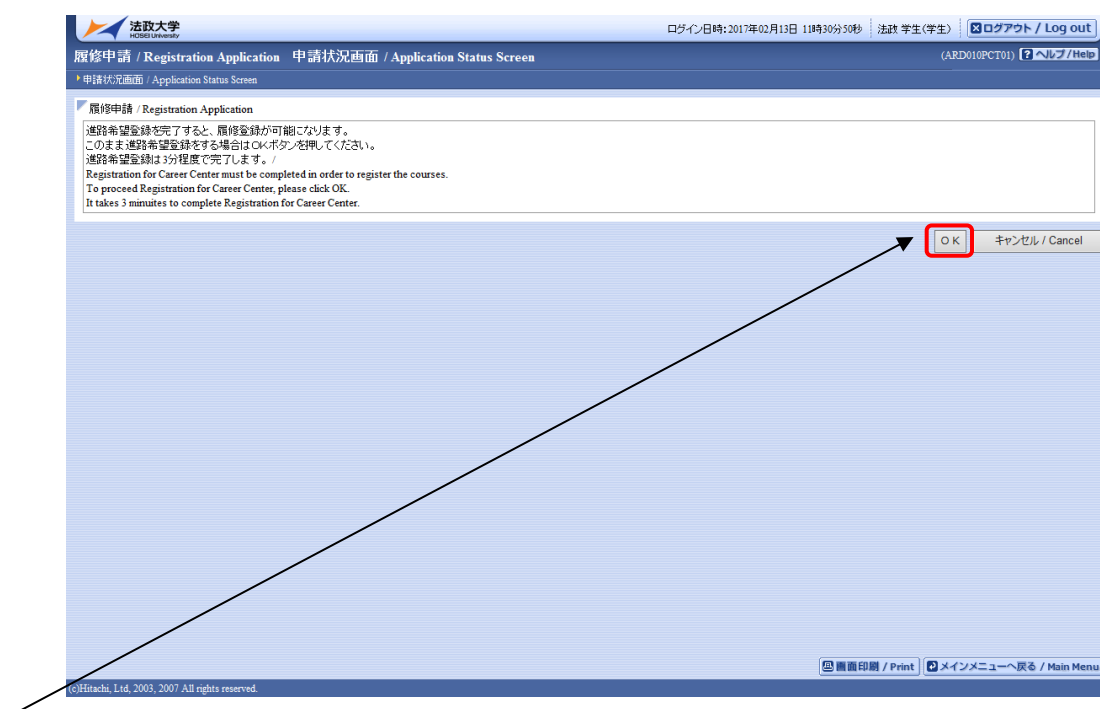 法政大学
HOSEI University
ログイン日時:2017年02月13日 11時30分50秒 法政 学生(学生) ログアウト / Log out
履修申請 / Registration Application 申請状況画面 / Application Status Screen (ARD010PCT01) ? ヘルプ/Help
申請状況画面 / Application Status Screen
履修申請 / Registration Application
進路希望登録を完了すると、履修登録が可能になります。
このまま進路希望登録をする場合はOKボタンを押してください。
進路希望登録は3分程度で完了します。/
Registration for Career Center must be completed in order to register the courses.
To proceed Registration for Career Center, please click OK.
It takes 3 minuites to complete Registration for Career Center.
OK キャンセル / Cancel
画面印刷 / Print メインメニューへ戻る / Main Menu
(c)Hitachi, Ltd, 2003, 2007 All rights reserved.